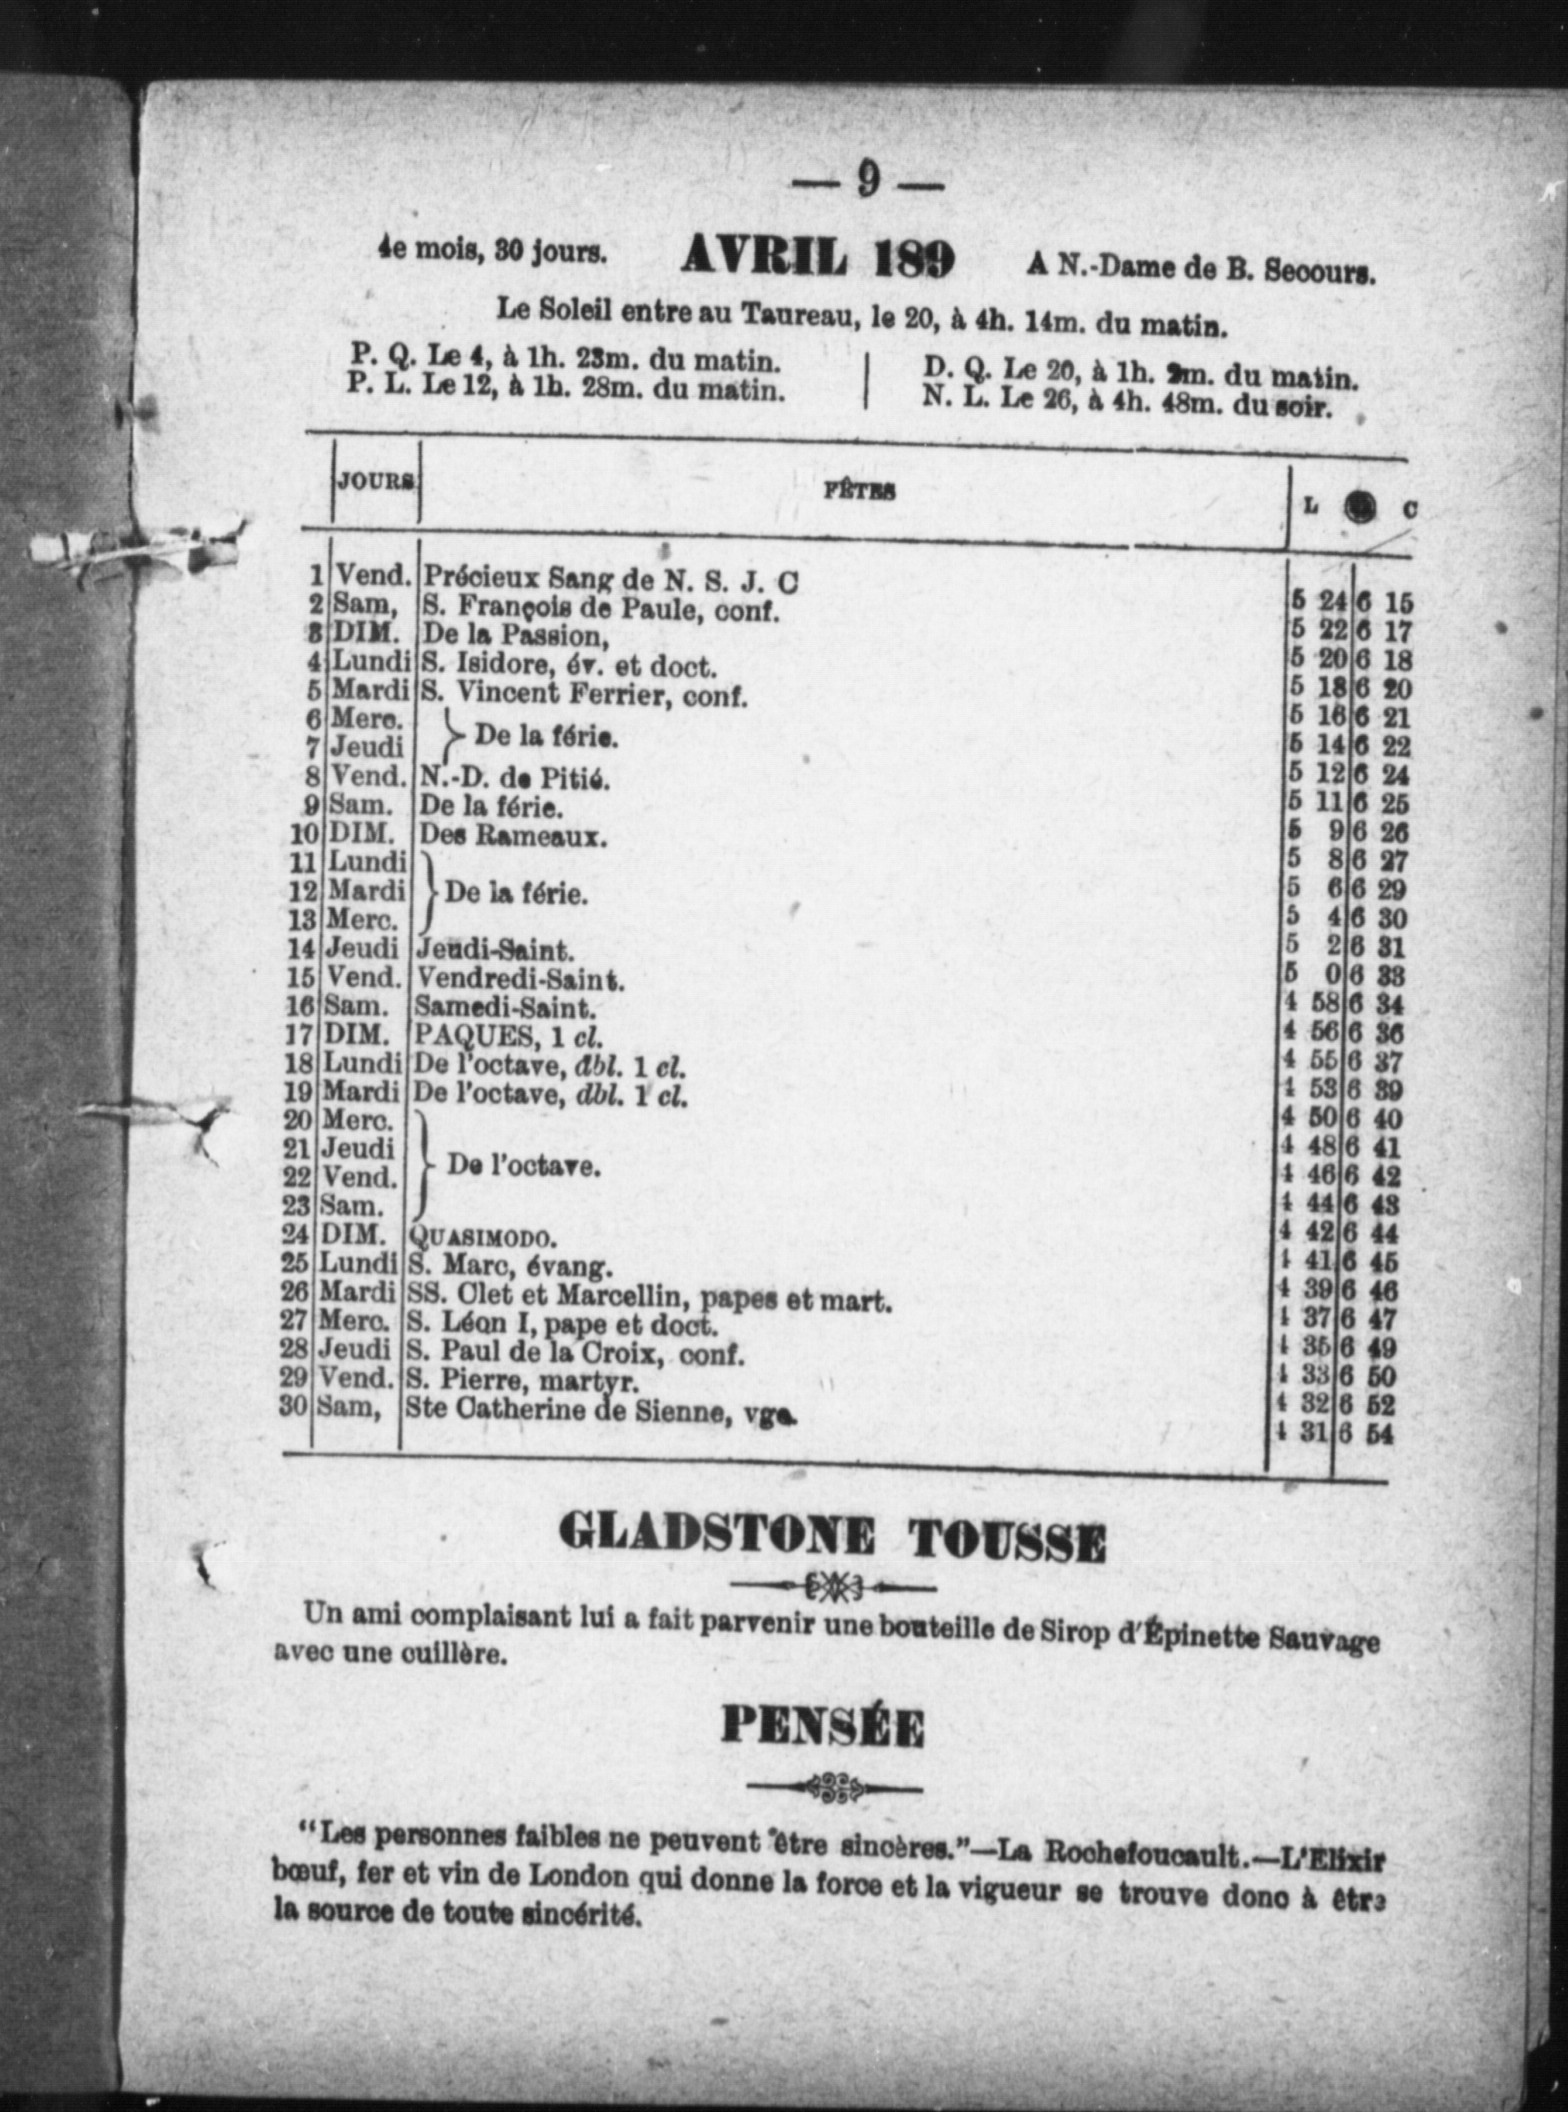 — 9 —
4e mois, 30 jours. AVRIL 189 A N.-Dame de B. Secours.
Le Soleil entre au Taureau, le 20, à 4h. 14m. du matin.
P. Q. Le 4, à 1h. 23m. du matin. D. Q. Le 20, à 1h. 2m. du matin.
P. L. Le 12, à 1h. 28m. du matin. N. L. Le 26, à 4h. 48m. du soir.
JOURS FÊTES L C
1 Vend. Précieux Sang de N. S. J. C 5 24 6 15
2 Sam, S. François de Paule, conf. 5 22 6 17
3 DIM. De la Passion, 5 20 6 18
4 Lundi S. Isidore, év. et doct. 5 18 6 20
5 Mardi S. Vincent Ferrier, conf. 5 16 6 21
6 Merc. 5 14 6 22
De la férie.
7 Jeudi 5 12 6 24
8 Vend. N.-D. de Pitié. 5 11 6 25
9 Sam. De la férie. 5 9 6 26
10 DIM. Des Rameaux. 5 8 6 27
11 Lundi 5 6 6 29
12 Mardi De la férie. 5 4 6 30
13 Merc. 5 2 6 31
14 Jeudi Jeudi-Saint. 5 0 6 33
15 Vend. Vendredi-Saint. 4 58 6 34
16 Sam. Samedi-Saint. 4 56 6 36
17 DIM. PAQUES, 1 cl. 4 55 6 37
18 Lundi De l'octave, dbl. 1 cl. 4 53 6 39
19 Mardi De l'octave, dbl. 1 cl. 4 50 6 40
20 Merc. 4 48 6 41
21 Jeudi 4 46 6 42
De l'octave.
22 Vend. 4 44 6 43
23 Sam. 4 42 6 44
24 DIM. QUASIMODO. 4 41 6 45
25 Lundi S. Marc, évang. 4 39 6 46
26 Mardi SS. Clet et Marcellin, papes et mart. 4 37 6 47
27 Merc. S. Léon I, pape et doct. 4 35 6 49
28 Jeudi S. Paul de la Croix, conf. 4 33 6 50
29 Vend. S. Pierre, martyr. 4 32 6 52
30 Sam, Ste Catherine de Sienne, vge. 4 31 6 54
GLADSTONE TOUSSE
Un ami complaisant lui a fait parvenir une bouteille de Sirop d'Épinette Sauvage
avec une cuillère.
PENSÉE
"Les personnes faibles ne peuvent être sincères."—La Rochefoucault.—L'Elixir
bœuf, fer et vin de London qui donne la force et la vigueur se trouve donc à être
la source de toute sincérité.